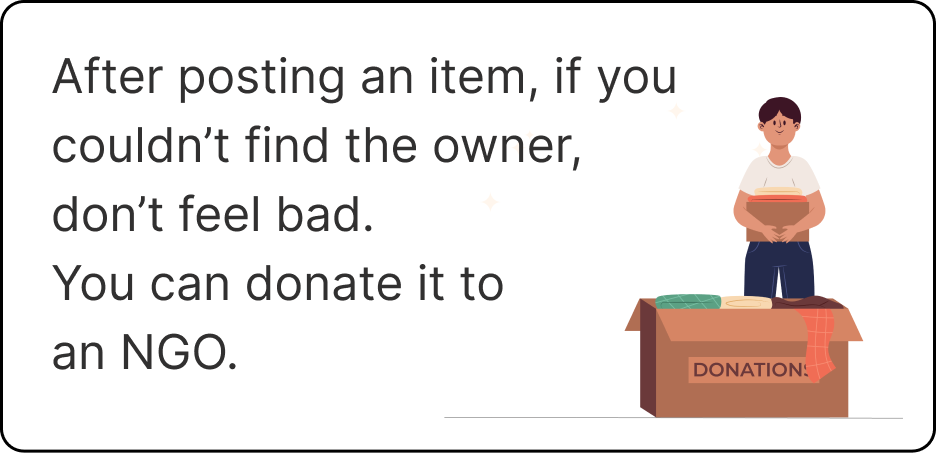 After posting an item, if you
couldn’t find the owner,
don’t feel bad.
You can donate it to
an NGO.
DONATIONS